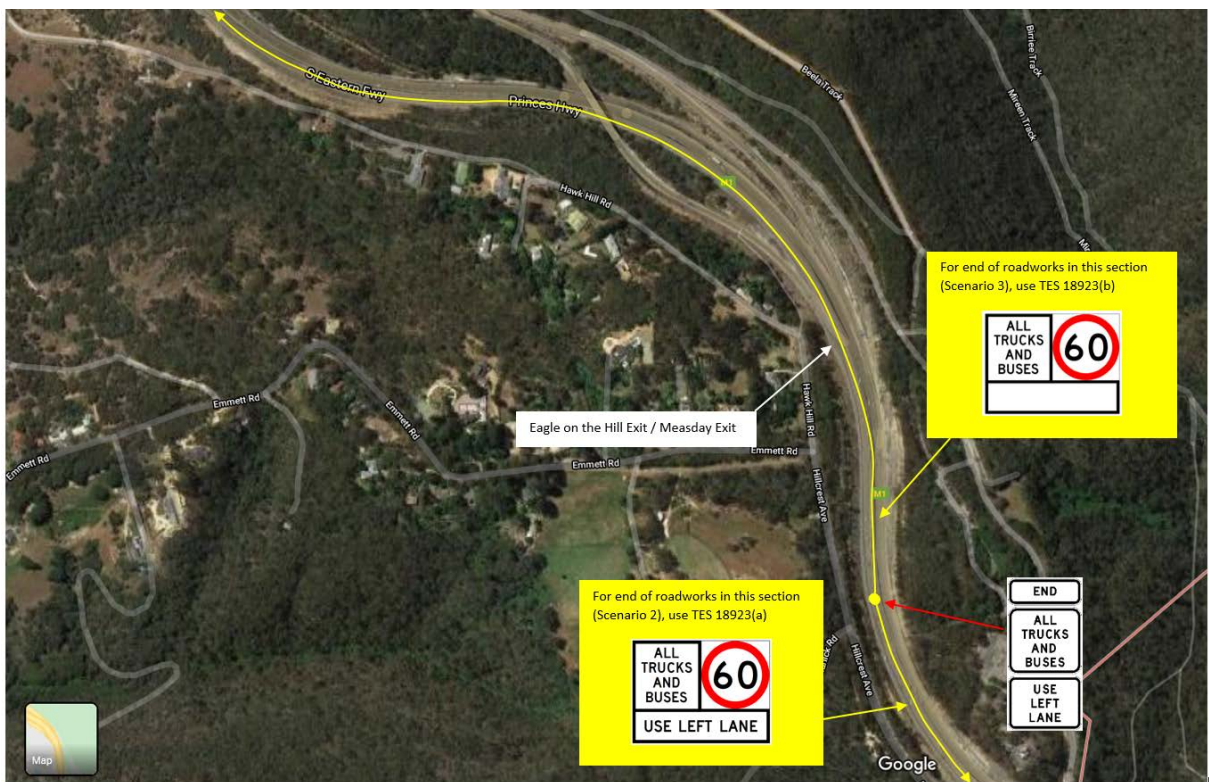 S Eastern Fwy
Princes Hwy
Beela Track
Birriee Track
Mireen Track
M1
Hawk Hill Rd
For end of roadworks in this section
(Scenario 3), use TES 18923(b)
ALL
TRUCKS
AND
BUSES
60
Eagle on the Hill Exit / Measday Exit
Hawk Hill Rd
Emmett Rd
Emmett Rd
Emmett Rd
Emmett Rd
Emmett Rd
Hillcrest Ave
M1
END
ALL
TRUCKS
AND
BUSES
USE
LEFT
LANE
For end of roadworks in this section
(Scenario 2), use TES 18923(a)
ALL
TRUCKS
AND
BUSES
60
USE LEFT LANE
Hillcrest Ave
Map
Google